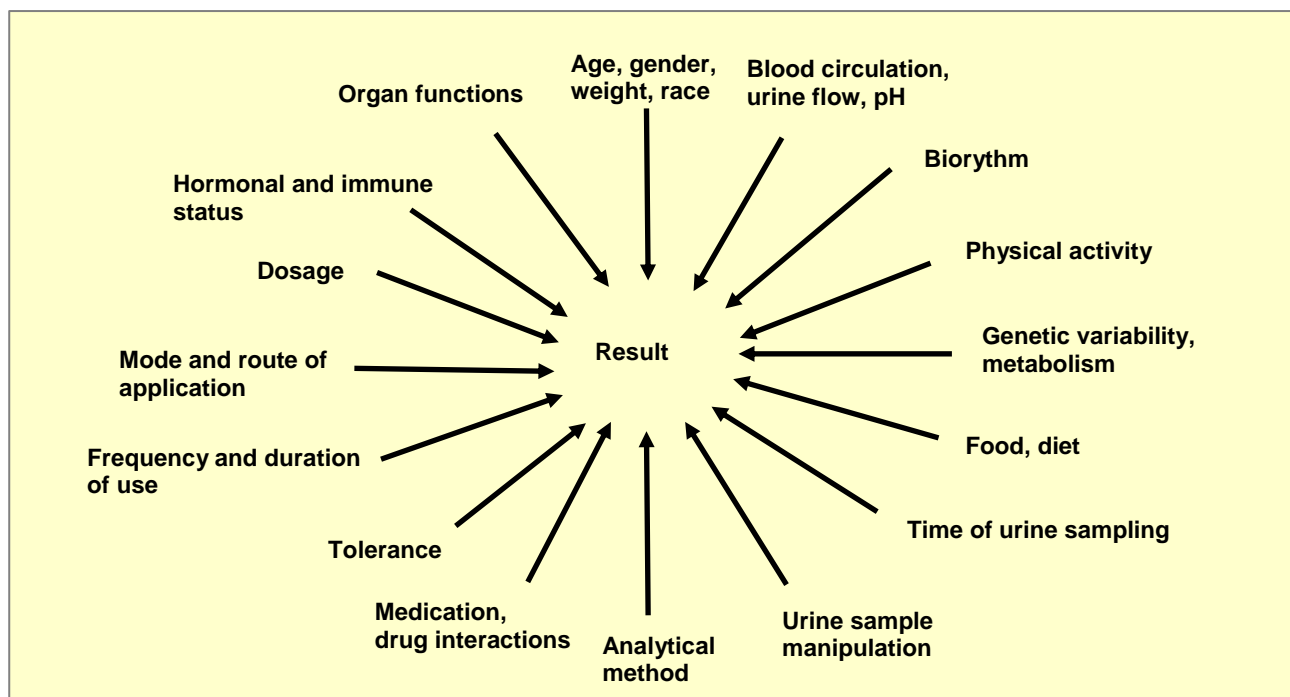 Age, gender,
weight, race
Blood circulation,
urine flow, pH
Organ functions
Biorythm
Hormonal and immune
status
Physical activity
Dosage
Genetic variability,
metabolism
Result
Mode and route of
application
Food, diet
Frequency and duration
of use
Time of urine sampling
Tolerance
Medication,
drug interactions
Analytical
method
Urine sample
manipulation